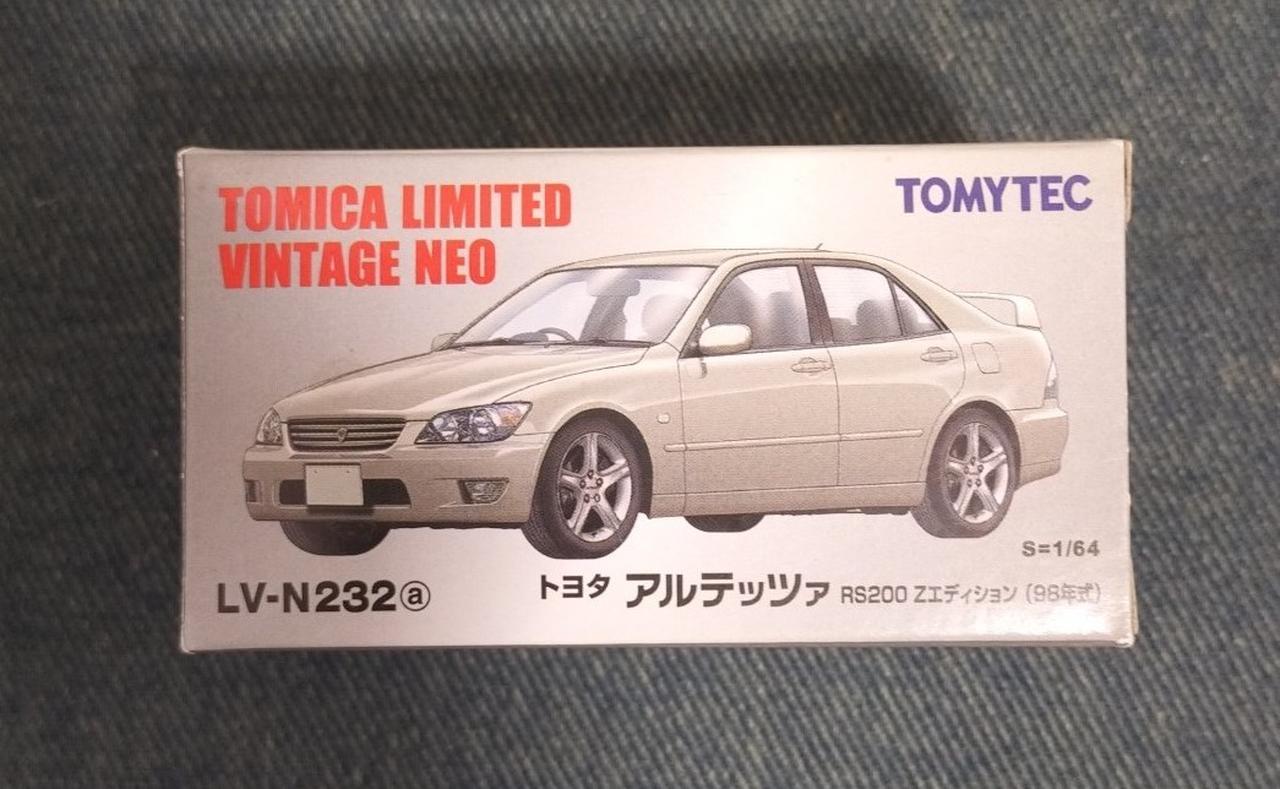 TOMICA LIMITED
VINTAGE NEO
TOMYTEC
S=1/64
LV-N232ⓐ
トヨタ アルテッツァ RS200 Zエディション (98年式)